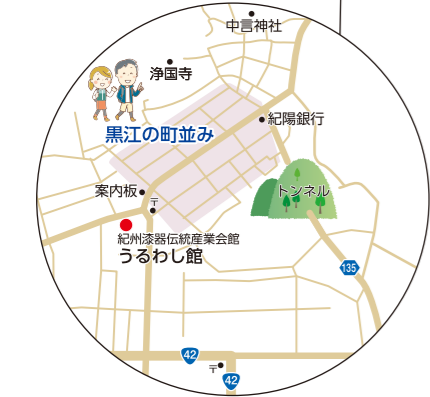 中言神社
浄国寺
黒江の町並み
紀陽銀行
案内板
〒
トンネル
紀州漆器伝統産業会館
うるわし館
135
42
〒
42